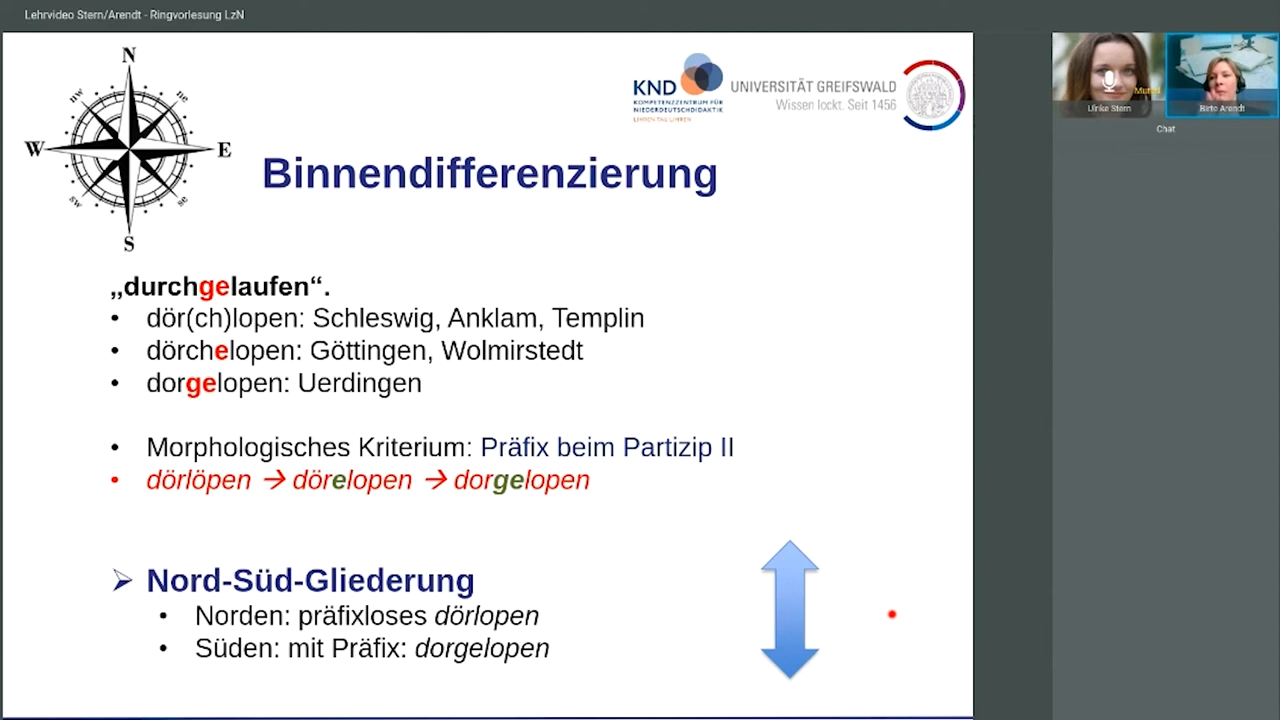 Lehrvideo Stern/Arendt - Ringvorlesung LzN
N
nw
ne
W
E
sw
se
S
KND
KOMPETENZZENTRUM FÜR
NIEDERDEUTSCHDIDAKTIK
LIHREN TAU LIHREN
UNIVERSITÄT GREIFSWALD
Wissen lockt. Seit 1456
Muted
Ulrike Stern
Birte Arendt
Chat
Binnendifferenzierung
„durchgelaufen“.
• dör(ch)lopen: Schleswig, Anklam, Templin
• dörchelopen: Göttingen, Wolmirstedt
• dorgelopen: Uerdingen
• Morphologisches Kriterium: Präfix beim Partizip II
• dörlöpen → dörelopen → dorgelopen
➢ Nord-Süd-Gliederung
• Norden: präfixloses dörlopen
• Süden: mit Präfix: dorgelopen